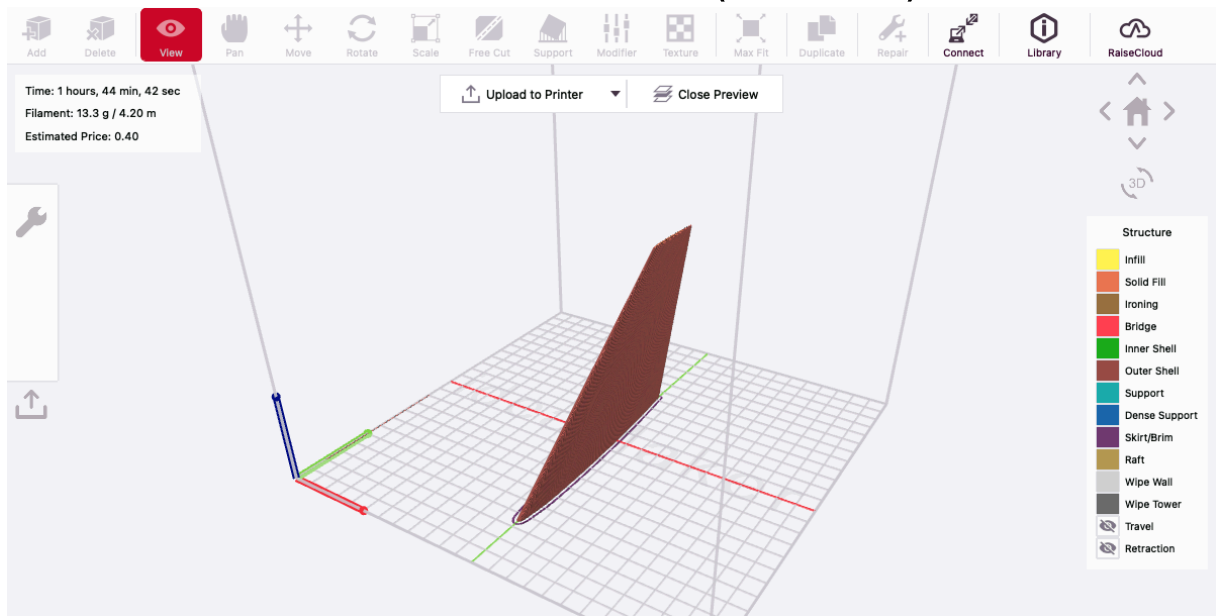 Add Delete View Pan Move Rotate Scale Free Cut Support Modifier Texture Max Fit Duplicate Repair Connect Library RaiseCloud
Time: 1 hours, 44 min, 42 sec
Filament: 13.3 g / 4.20 m
Estimated Price: 0.40
Upload to Printer Close Preview
3D
Structure
Infill
Solid Fill
Ironing
Bridge
Inner Shell
Outer Shell
Support
Dense Support
Skirt/Brim
Raft
Wipe Wall
Wipe Tower
Travel
Retraction